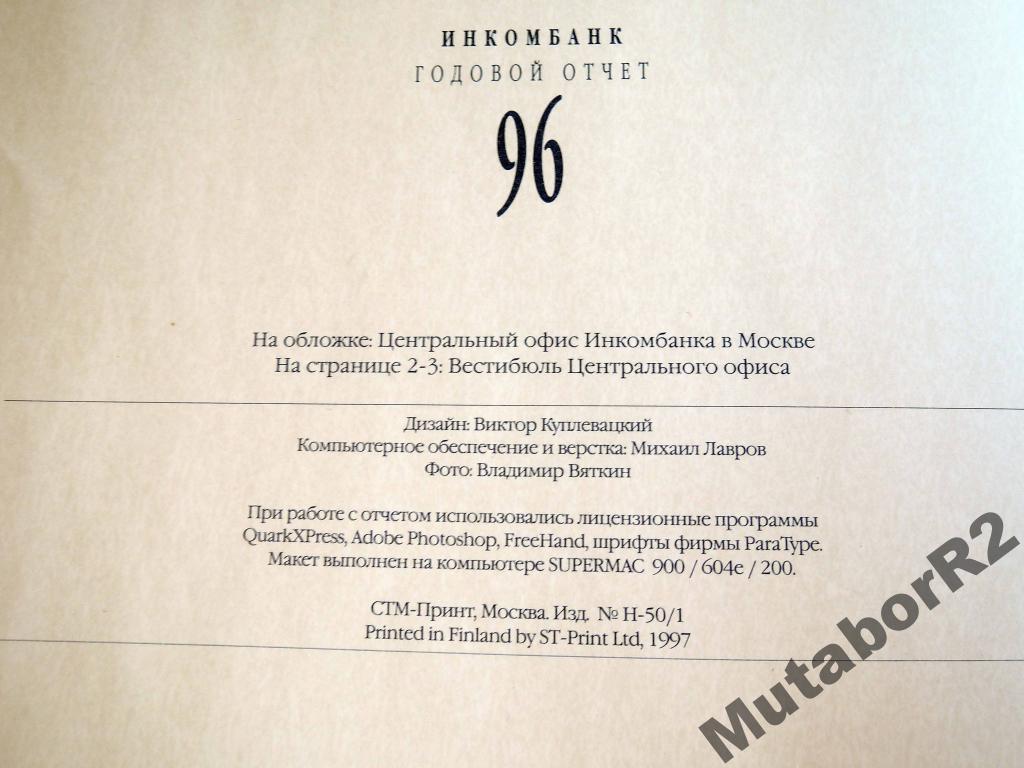 ИНКОМБАНК
ГОДОВОЙ ОТЧЕТ
96
На обложке: Центральный офис Инкомбанка в Москве
На странице 2-3: Вестибюль Центрального офиса
Дизайн: Виктор Куплевацкий
Компьютерное обеспечение и верстка: Михаил Лавров
Фото: Владимир Вяткин
При работе с отчетом использовались лицензионные программы
QuarkXPress, Adobe Photoshop, FreeHand, шрифты фирмы ParaType.
Макет выполнен на компьютере SUPERMAC 900 / 604e / 200.
СТМ-Принт, Москва. Изд. № Н-50/1
Printed in Finland by ST-Print Ltd, 1997
MutaborR2